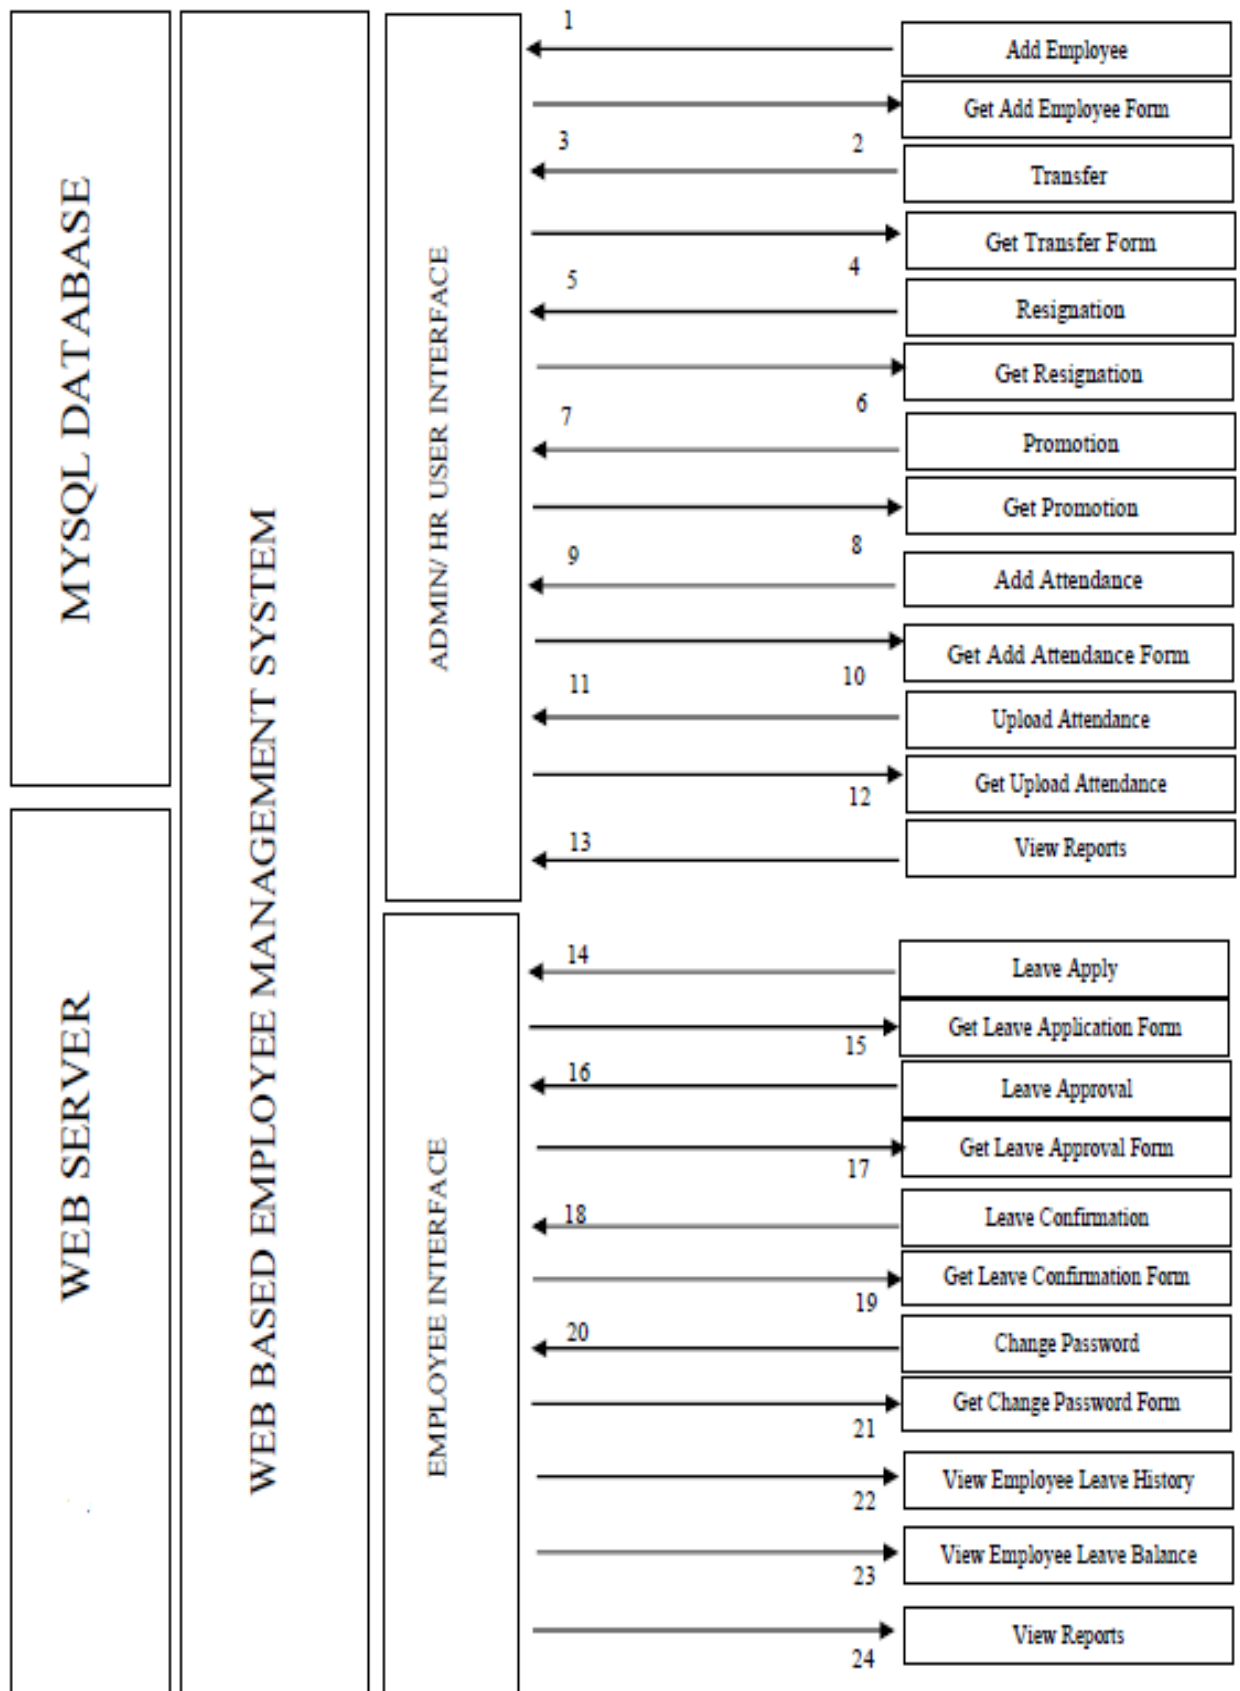 MYSQL DATABASE
WEB SERVER
WEB BASED EMPLOYEE MANAGEMENT SYSTEM
ADMIN/ HR USER INTERFACE
EMPLOYEE INTERFACE
1
Add Employee
Get Add Employee Form
2
3
Transfer
Get Transfer Form
4
5
Resignation
Get Resignation
6
7
Promotion
Get Promotion
8
9
Add Attendance
Get Add Attendance Form
10
11
Upload Attendance
Get Upload Attendance
12
13
View Reports
14
Leave Apply
Get Leave Application Form
15
16
Leave Approval
Get Leave Approval Form
17
18
Leave Confirmation
Get Leave Confirmation Form
19
20
Change Password
Get Change Password Form
21
View Employee Leave History
22
View Employee Leave Balance
23
View Reports
24